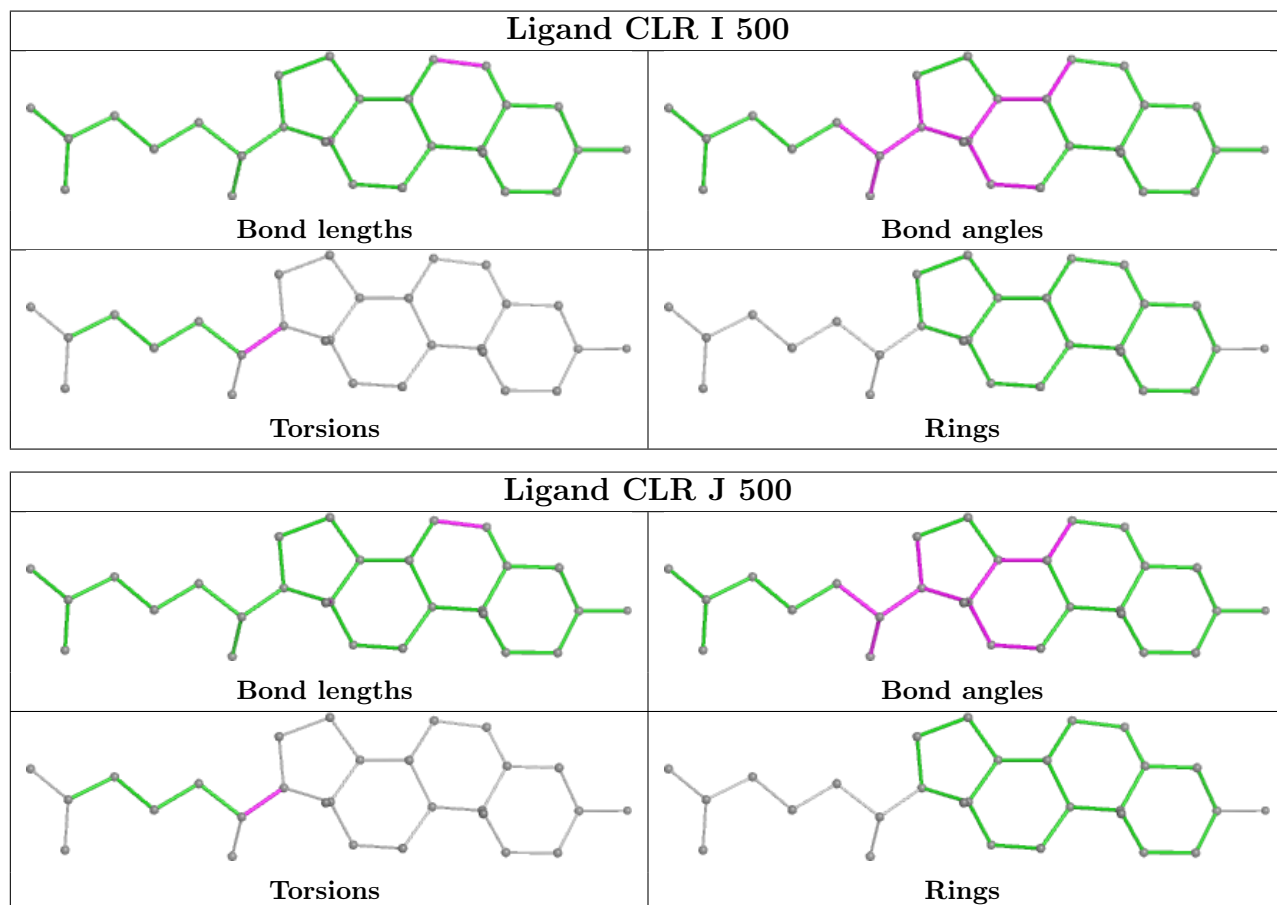 Ligand CLR I 500
Bond lengths
Bond angles
Torsions
Rings
Ligand CLR J 500
Bond lengths
Bond angles
Torsions
Rings